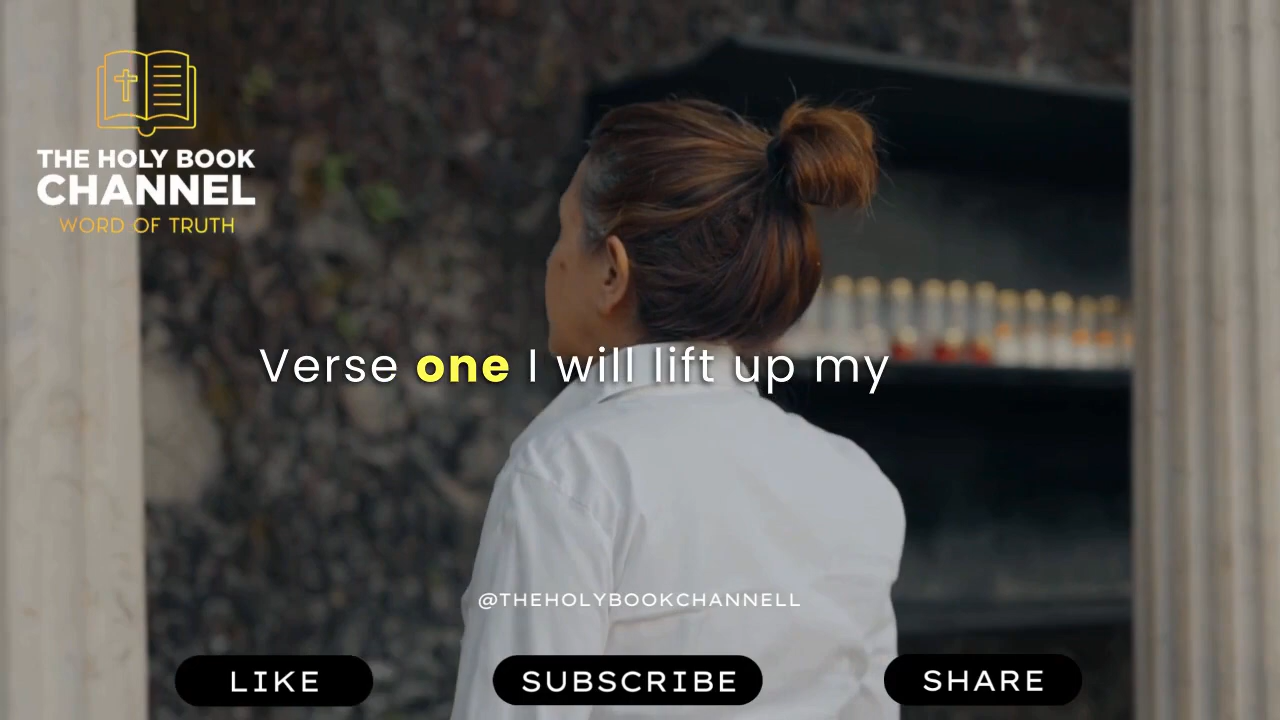 THE HOLY BOOK
CHANNEL
WORD OF TRUTH
Verse one I will lift up my
@THEHOLYBOOKCHANNELL
LIKE
SUBSCRIBE
SHARE